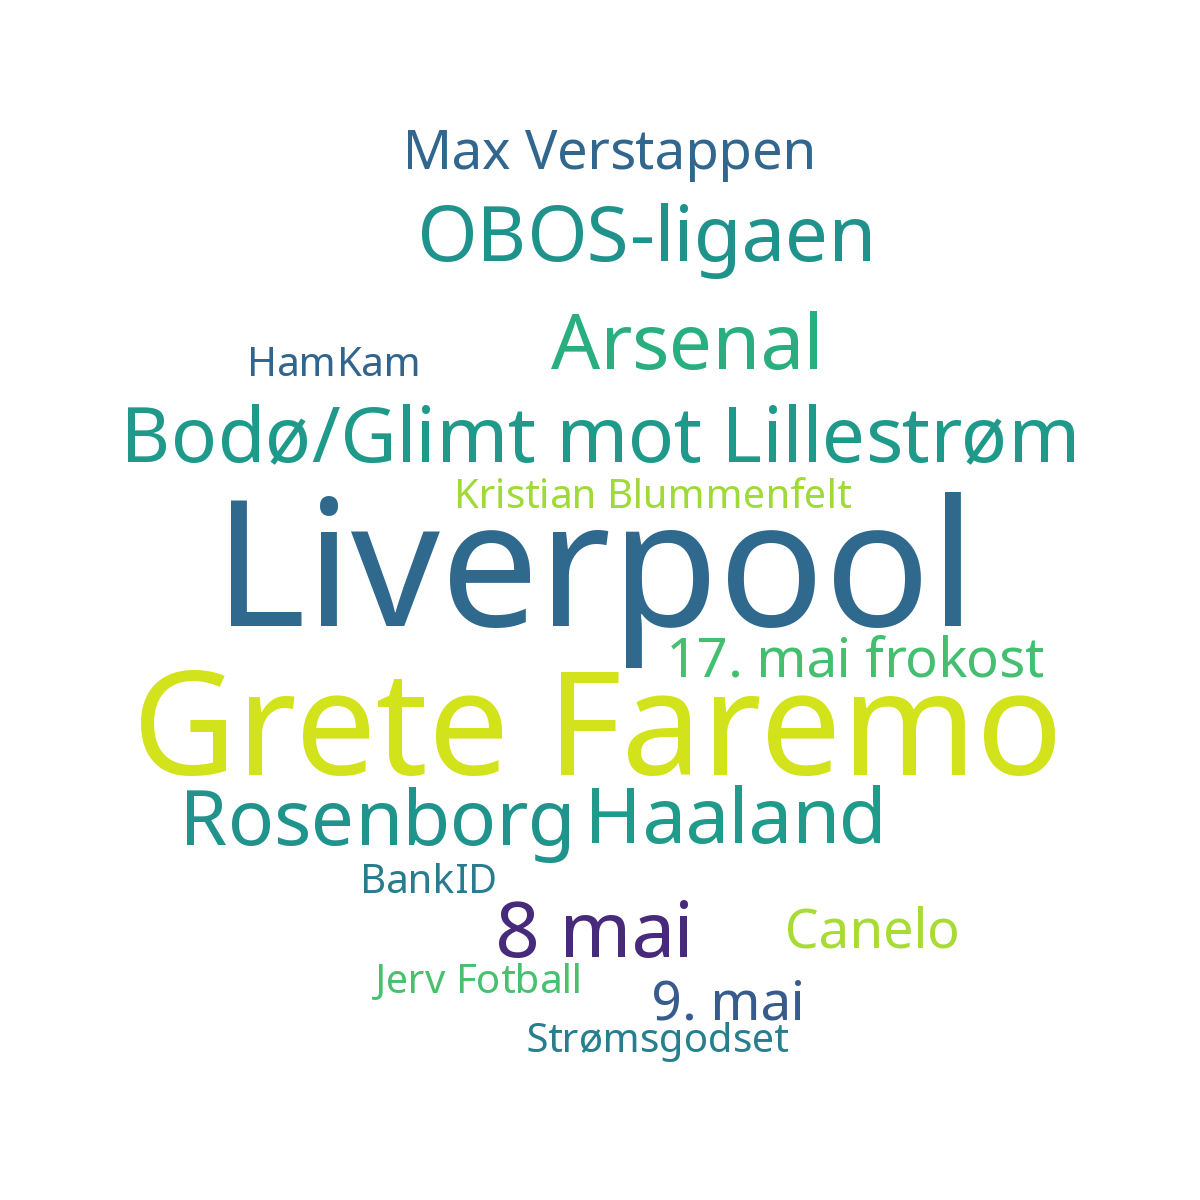 Max Verstappen
OBOS-ligaen
Arsenal
HamKam
Bodø/Glimt mot Lillestrøm
Kristian Blummenfelt
Liverpool
17. mai frokost
Grete Faremo
Rosenborg
Haaland
BankID
8 mai
Canelo
Jerv Fotball
9. mai
Strømsgodset